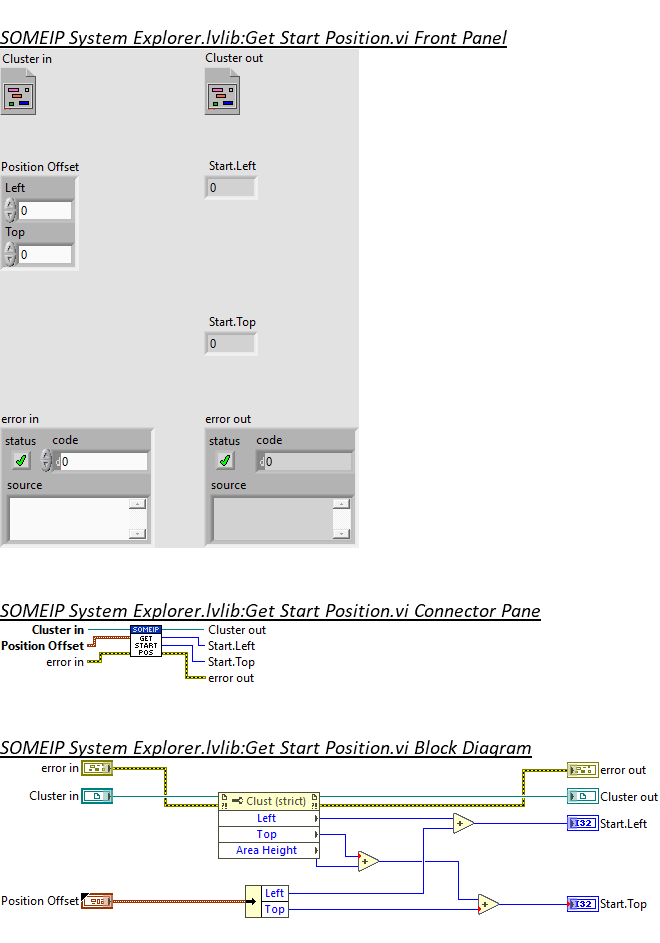 SOMEIP System Explorer.lvlib:Get Start Position.vi Front Panel
Cluster in
Cluster out
Position Offset
Start.Left
Left
0
0
Top
0
Start.Top
0
error in
error out
status code
status code
d0
d0
source
source
SOMEIP System Explorer.lvlib:Get Start Position.vi Connector Pane
Cluster in
SOMEIP
Cluster out
Position Offset
GET
START
POS
Start.Left
error in
Start.Top
error out
SOMEIP System Explorer.lvlib:Get Start Position.vi Block Diagram
error in
error out
Cluster in
Clust (strict)
?!
?!
Cluster out
Left
I32
Start.Left
Top
Area Height
Position Offset
Left
Top
I32
Start.Top